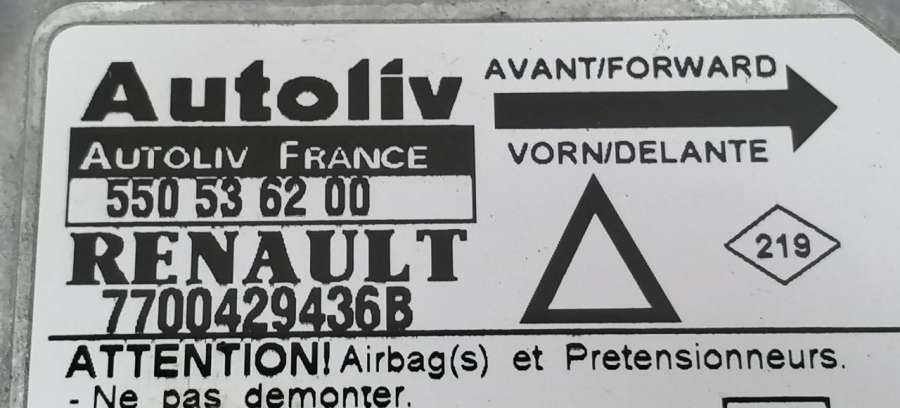 Autoliv
AUTOLIV FRANCE
550 53 62 00
RENAULT
7700429436B
AVANT/FORWARD
VORN/DELANTE
219
ATTENTION! Airbag(s) et Pretensionneurs.
- Ne pas demonter.